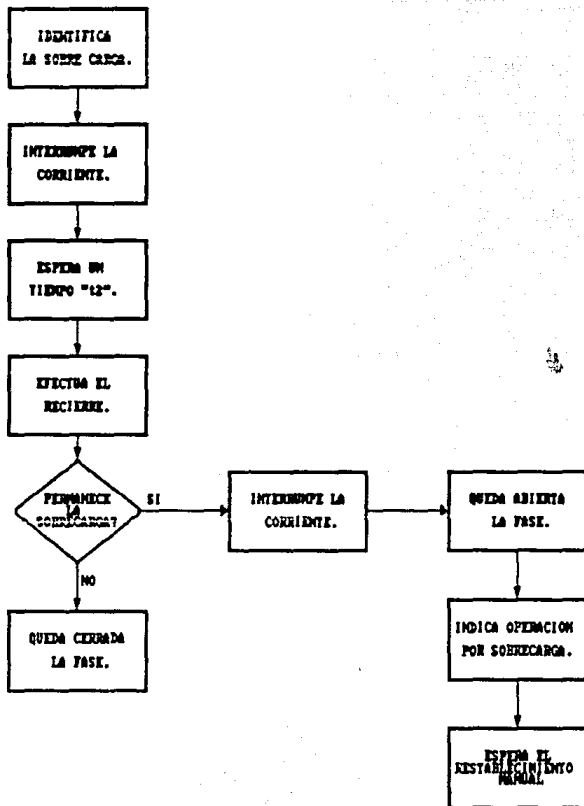 IDENTIFICA
LA SOBRE CARGA.
INTERRUMPE LA
CORRIENTE.
ESPERA UN
TIEMPO "t2".
EFECTUA EL
RECIERRE.
PERMANECE
LA
SOBRECARGA?
SI
INTERRUMPE LA
CORRIENTE.
QUEDA ABIERTA
LA FASE.
NO
QUEDA CERRADA
LA FASE.
INDICA OPERACION
POR SOBRECARGA.
ESPERA EL
RESTABLECIMIENTO
MANUAL